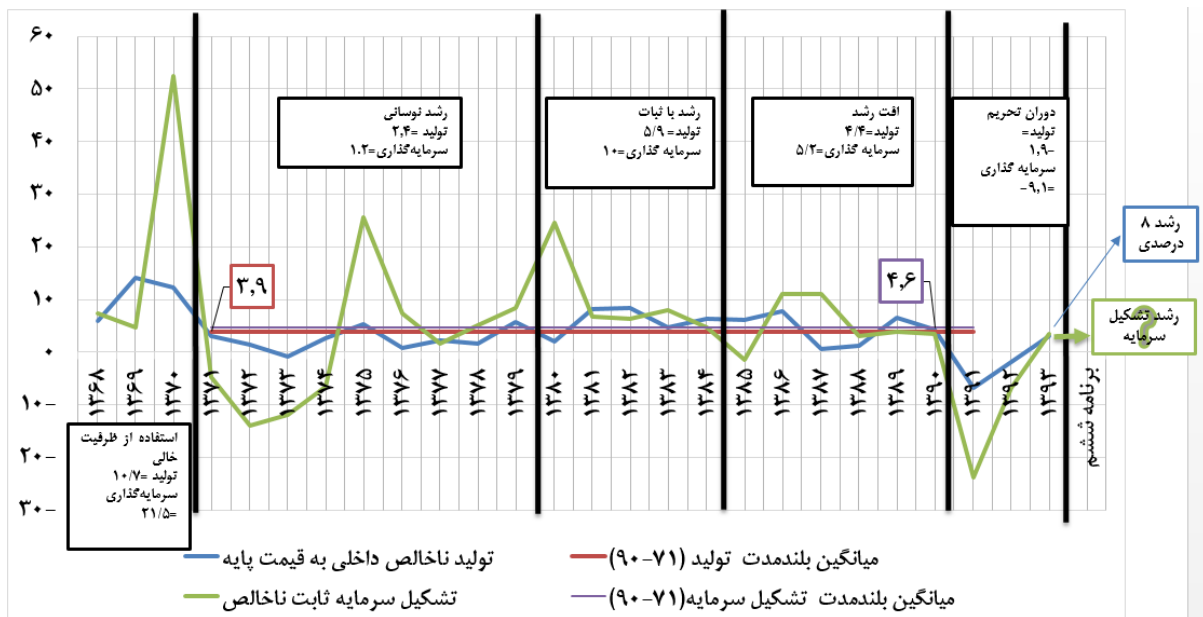 ۶۰
۵۰
۴۰
۳۰
۲۰
۱۰
۰
۱۰−
۲۰−
۳۰−
رشد نوسانی
تولید =۲,۴
سرمایه‌گذاری=۱.۲
رشد با ثبات
تولید= ۵/۹
سرمایه گذاری=۱۰
افت رشد
تولید=۴/۴
سرمایه گذاری=۵/۲
دوران تحریم
تولید=
۱,۹-
سرمایه گذاری
=۹,۱-
رشد ۸
درصدی
رشد تشکیل
سرمایه
?
۳,۹
۴,۶
۱۳۶۸
۱۳۶۹
۱۳۷۰
۱۳۷۱
۱۳۷۲
۱۳۷۳
۱۳۷۴
۱۳۷۵
۱۳۷۶
۱۳۷۷
۱۳۷۸
۱۳۷۹
۱۳۸۰
۱۳۸۱
۱۳۸۲
۱۳۸۳
۱۳۸۴
۱۳۸۵
۱۳۸۶
۱۳۸۷
۱۳۸۸
۱۳۸۹
۱۳۹۰
۱۳۹۱
۱۳۹۲
۱۳۹۳
برنامه ششم
استفاده از ظرفیت
خالی
تولید =۱۰/۷
سرمایه‌گذاری
=۲۱/۵
تولید ناخالص داخلی به قیمت پایه
میانگین بلندمدت تولید (۷۱-۹۰)
تشکیل سرمایه ثابت ناخالص
میانگین بلندمدت تشکیل سرمایه(۷۱-۹۰)